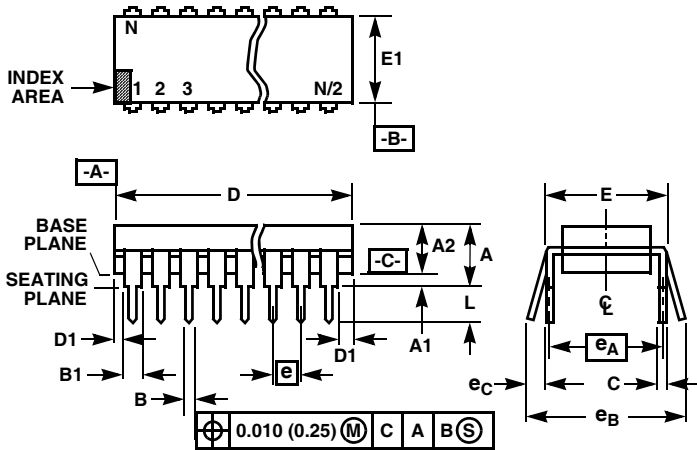 N
INDEX
AREA
1 2 3 N/2
E1
-B-
-A-
D
E
BASE
PLANE
A2
A
-C-
SEATING
PLANE
L
C L
D1
A1
D1
eA
B1
e
eC
C
B
eB
0.010 (0.25) M C A B S